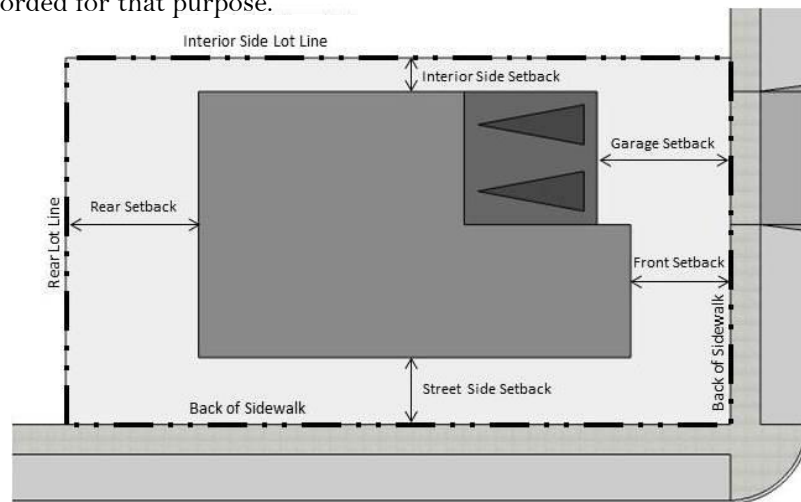 for that purpose.
Interior Side Lot Line
Interior Side Setback
Garage Setback
Rear Setback
Rear Lot Line
Front Setback
Back of Sidewalk
Street Side Setback
Back of Sidewalk